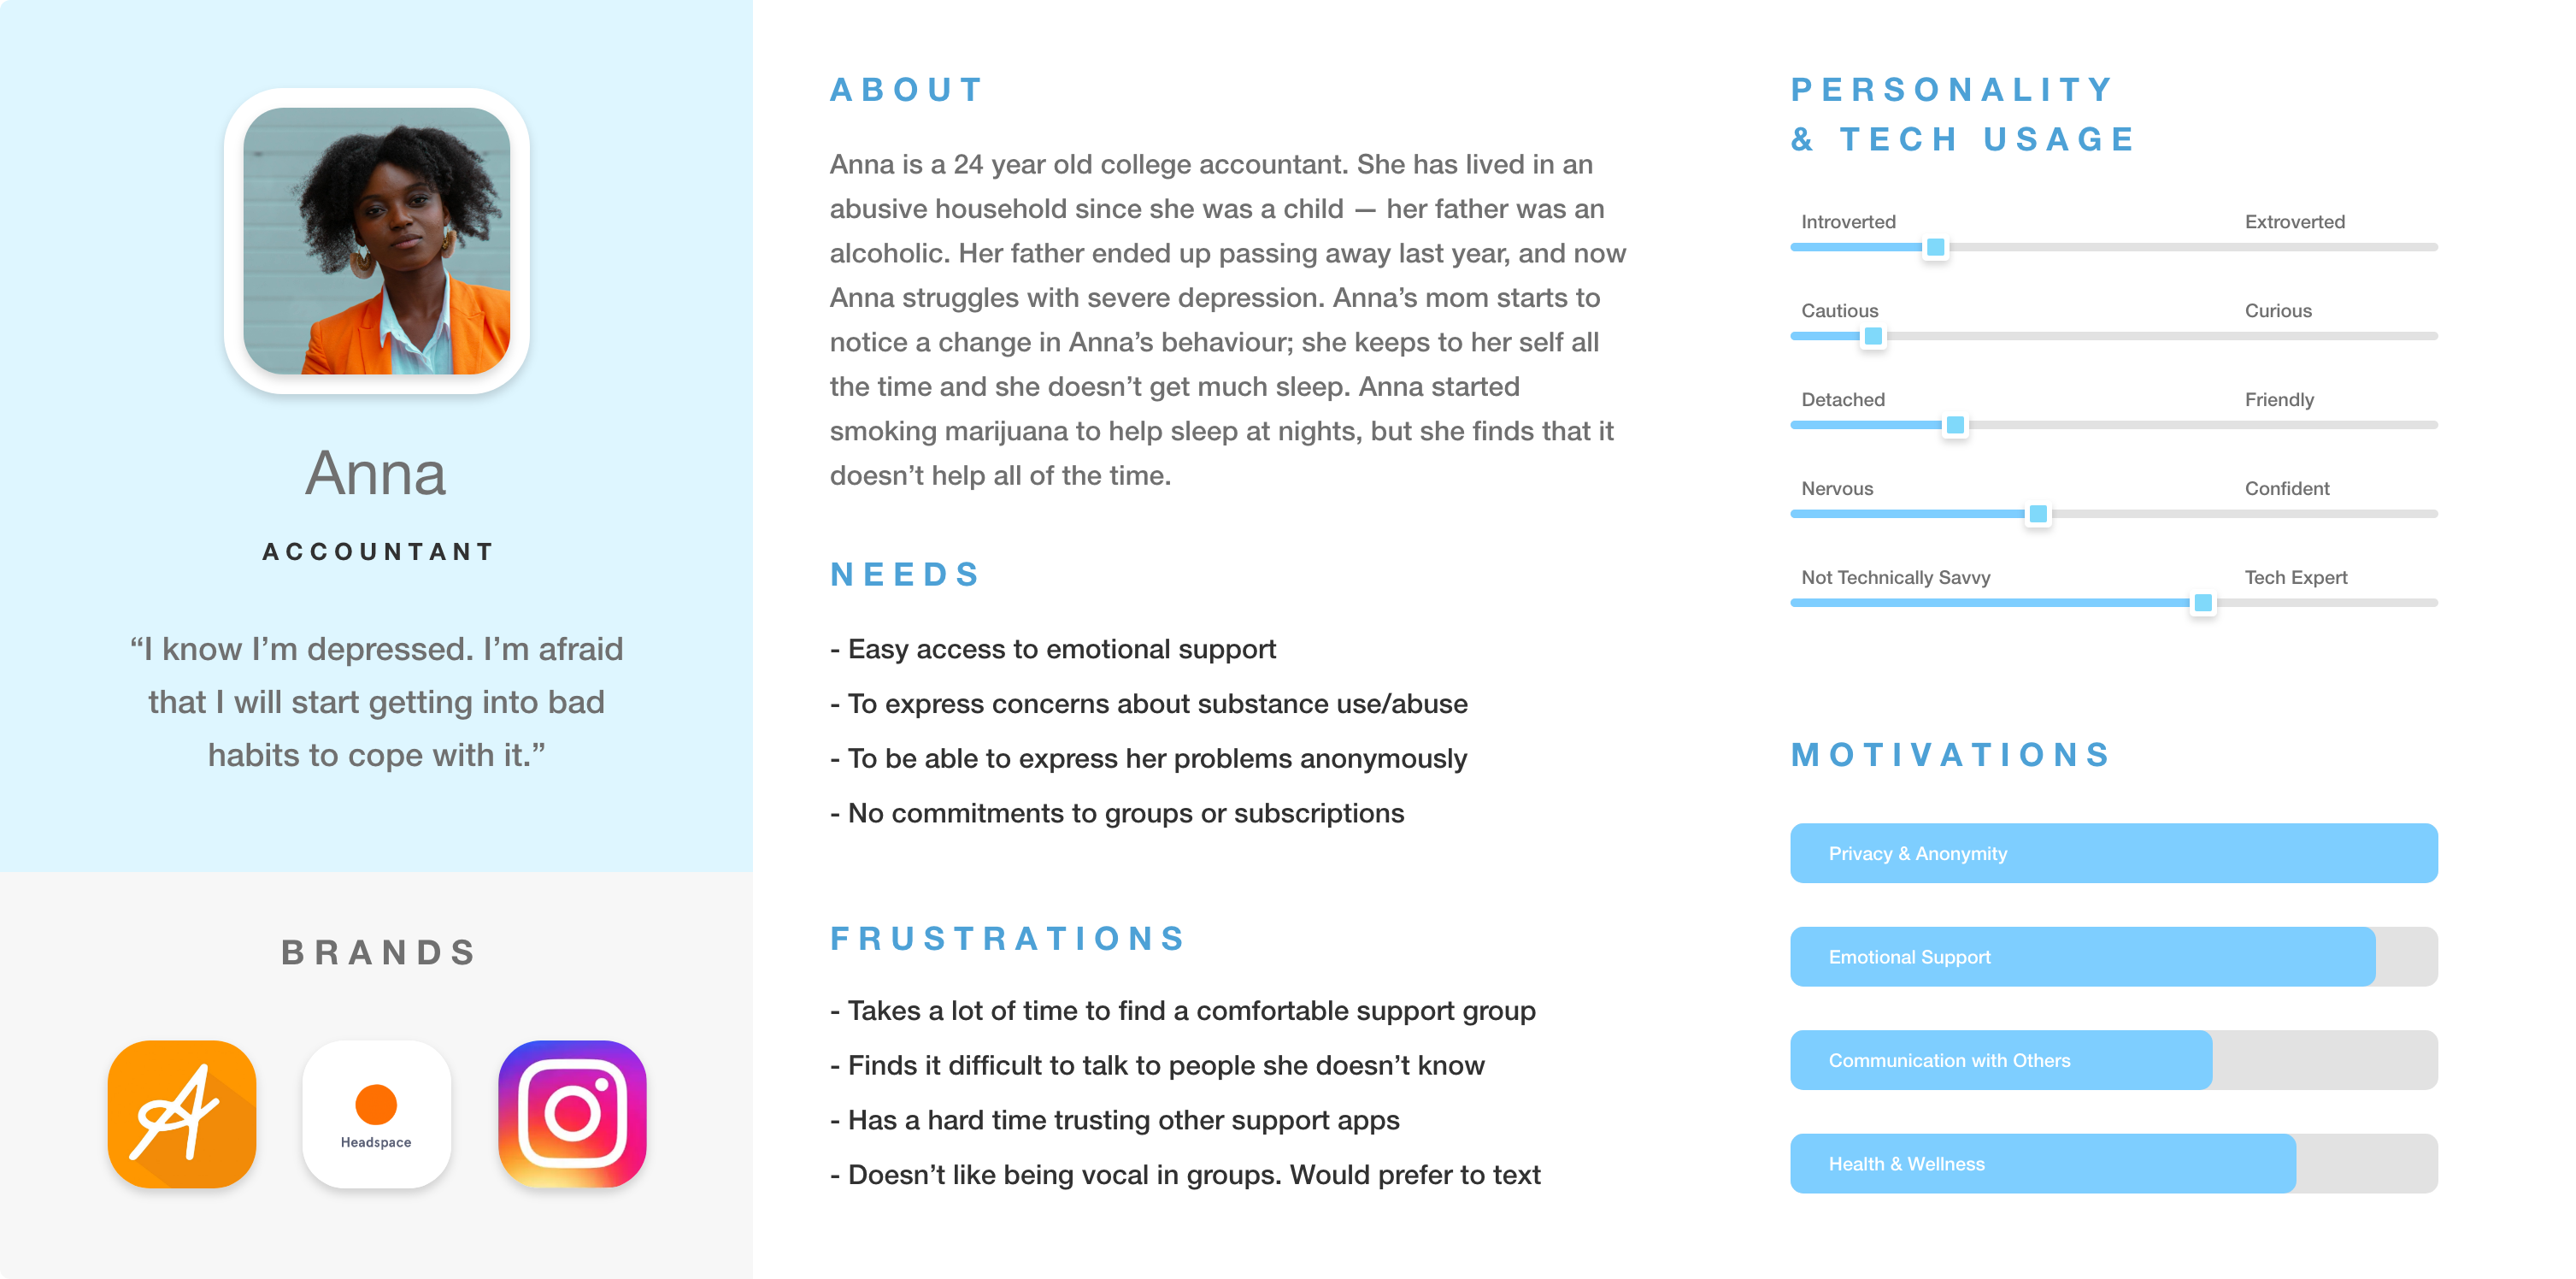 Anna
ACCOUNTANT
“I know I’m depressed. I’m afraid
that I will start getting into bad
habits to cope with it.”
BRANDS
A
Headspace
ABOUT
Anna is a 24 year old college accountant. She has lived in an
abusive household since she was a child — her father was an
alcoholic. Her father ended up passing away last year, and now
Anna struggles with severe depression. Anna’s mom starts to
notice a change in Anna’s behaviour; she keeps to her self all
the time and she doesn’t get much sleep. Anna started
smoking marijuana to help sleep at nights, but she finds that it
doesn’t help all of the time.
NEEDS
- Easy access to emotional support
- To express concerns about substance use/abuse
- To be able to express her problems anonymously
- No commitments to groups or subscriptions
FRUSTRATIONS
- Takes a lot of time to find a comfortable support group
- Finds it difficult to talk to people she doesn’t know
- Has a hard time trusting other support apps
- Doesn’t like being vocal in groups. Would prefer to text
PERSONALITY
& TECH USAGE
Introverted Extroverted
Cautious Curious
Detached Friendly
Nervous Confident
Not Technically Savvy Tech Expert
MOTIVATIONS
Privacy & Anonymity
Emotional Support
Communication with Others
Health & Wellness